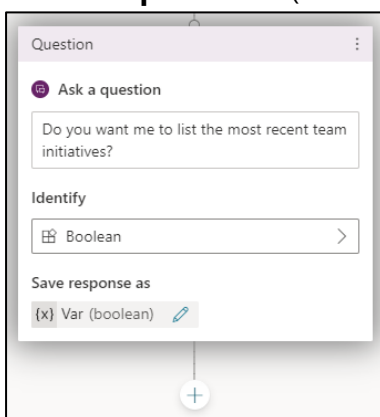 Question
Ask a question
Do you want me to list the most recent team
initiatives?
Identify
Boolean
Save response as
{x} Var (boolean)